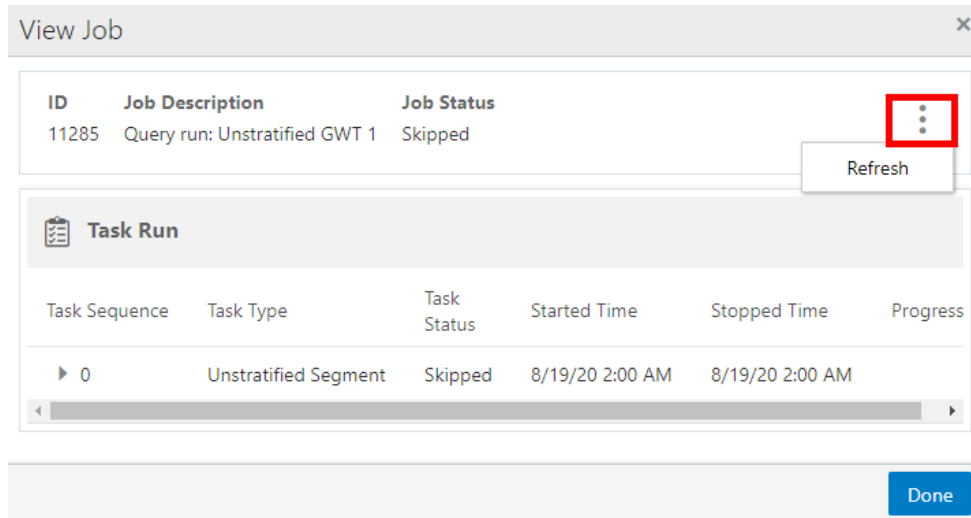 View Job
ID Job Description Job Status
11285 Query run: Unstratified GWT 1 Skipped
Refresh
Task Run
Task Sequence Task Type Task Status Started Time Stopped Time Progress
0 Unstratified Segment Skipped 8/19/20 2:00 AM 8/19/20 2:00 AM
Done